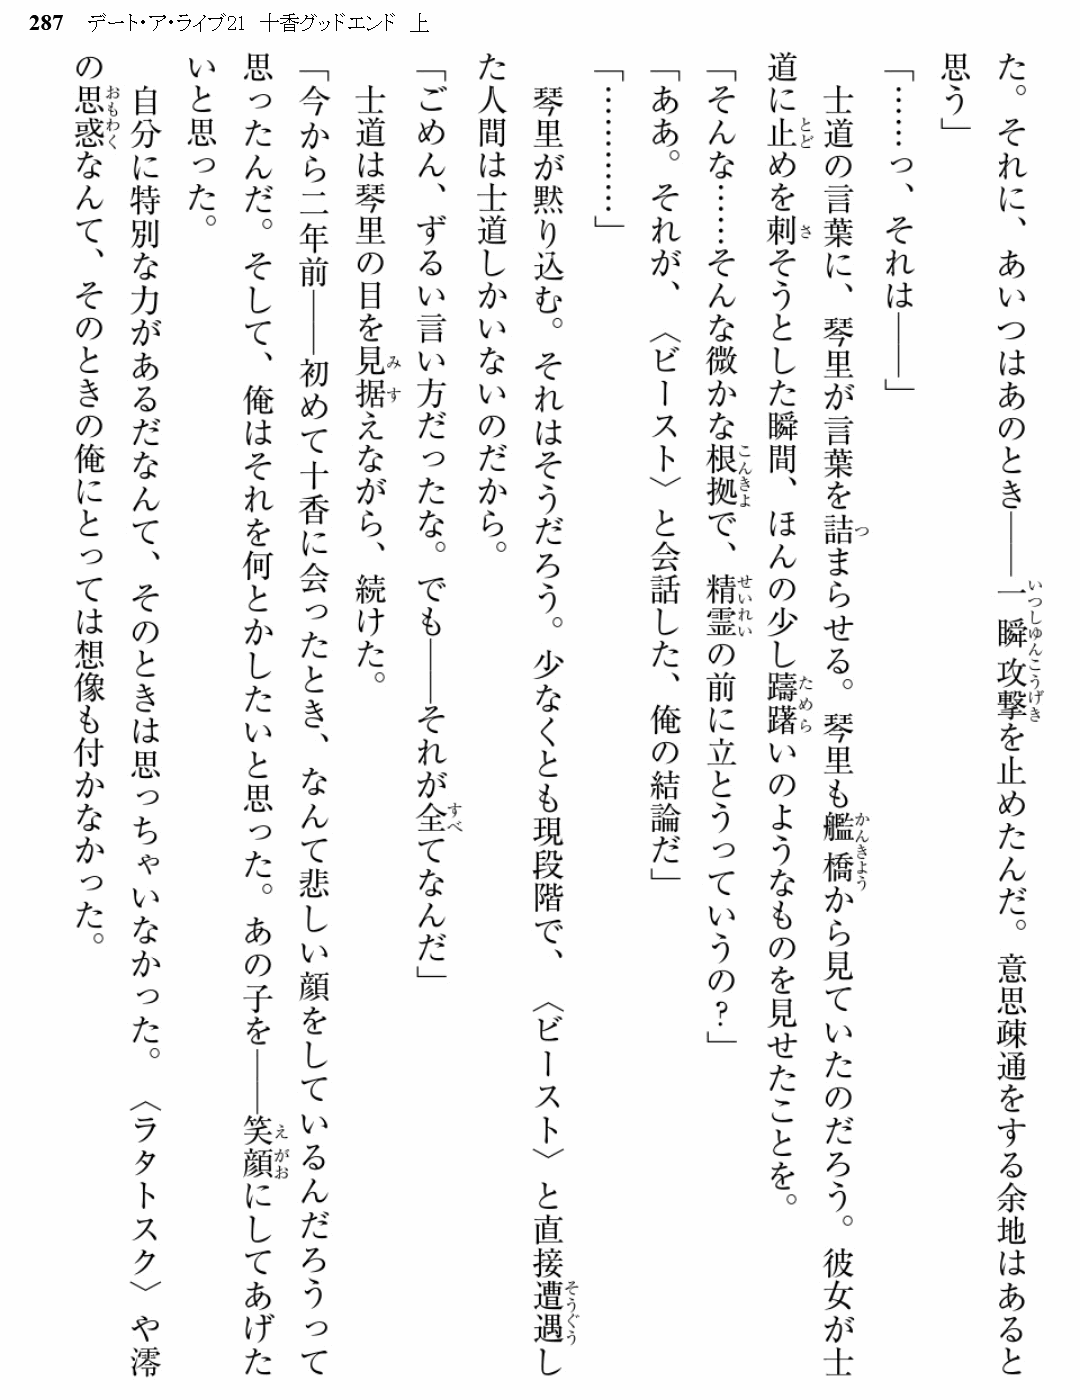 287 デート・ア・ライブ21 十香グッドエンド 上
た。それに、あいつはあのとき――一瞬攻撃を止めたんだ。意思疎通をする余地はあると
思う」
「……っ、それは――」
士道の言葉に、琴里が言葉を詰まらせる。琴里も艦橋から見ていたのだろう。彼女が士
道に止めを刺そうとした瞬間、ほんの少し躊躇いのようなものを見せたことを。
「そんな……そんな微かな根拠で、精霊の前に立とうっていうの?」
「ああ。それが、〈ビースト〉と会話した、俺の結論だ」
「…………」
琴里が黙り込む。それはそうだろう。少なくとも現段階で、〈ビースト〉と直接遭遇し
た人間は士道しかいないのだから。
「ごめん、ずるい言い方だったな。でも――それが全てなんだ」
士道は琴里の目を見据えながら、続けた。
「今から二年前――初めて十香に会ったとき、なんて悲しい顔をしているんだろうって
思ったんだ。そして、俺はそれを何とかしたいと思った。あの子を――笑顔にしてあげた
いと思った。
自分に特別な力があるだなんて、そのときは思っちゃいなかった。〈ラタトスク〉や澪
の思惑なんて、そのときの俺にとっては想像も付かなかった。